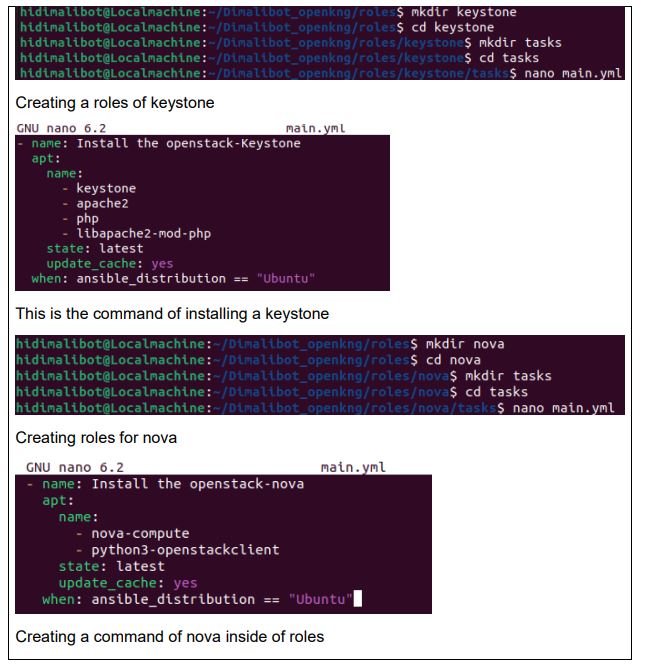 hidimalibot@Localmachine:~/Dimalibot_openkng/roles$ mkdir keystone
hidimalibot@Localmachine:~/Dimalibot_openkng/roles$ cd keystone
hidimalibot@Localmachine:~/Dimalibot_openkng/roles/keystone$ mkdir tasks
hidimalibot@Localmachine:~/Dimalibot_openkng/roles/keystone$ cd tasks
hidimalibot@Localmachine:~/Dimalibot_openkng/roles/keystone/tasks$ nano main.yml
Creating a roles of keystone
GNU nano 6.2 main.yml
- name: Install the openstack-Keystone
  apt:
    name:
      - keystone
      - apache2
      - php
      - libapache2-mod-php
    state: latest
    update_cache: yes
  when: ansible_distribution == "Ubuntu"
This is the command of installing a keystone
hidimalibot@Localmachine:~/Dimalibot_openkng/roles$ mkdir nova
hidimalibot@Localmachine:~/Dimalibot_openkng/roles$ cd nova
hidimalibot@Localmachine:~/Dimalibot_openkng/roles/nova$ mkdir tasks
hidimalibot@Localmachine:~/Dimalibot_openkng/roles/nova$ cd tasks
hidimalibot@Localmachine:~/Dimalibot_openkng/roles/nova/tasks$ nano main.yml
Creating roles for nova
GNU nano 6.2 main.yml
- name: Install the openstack-nova
  apt:
    name:
      - nova-compute
      - python3-openstackclient
    state: latest
    update_cache: yes
  when: ansible_distribution == "Ubuntu"
Creating a command of nova inside of roles